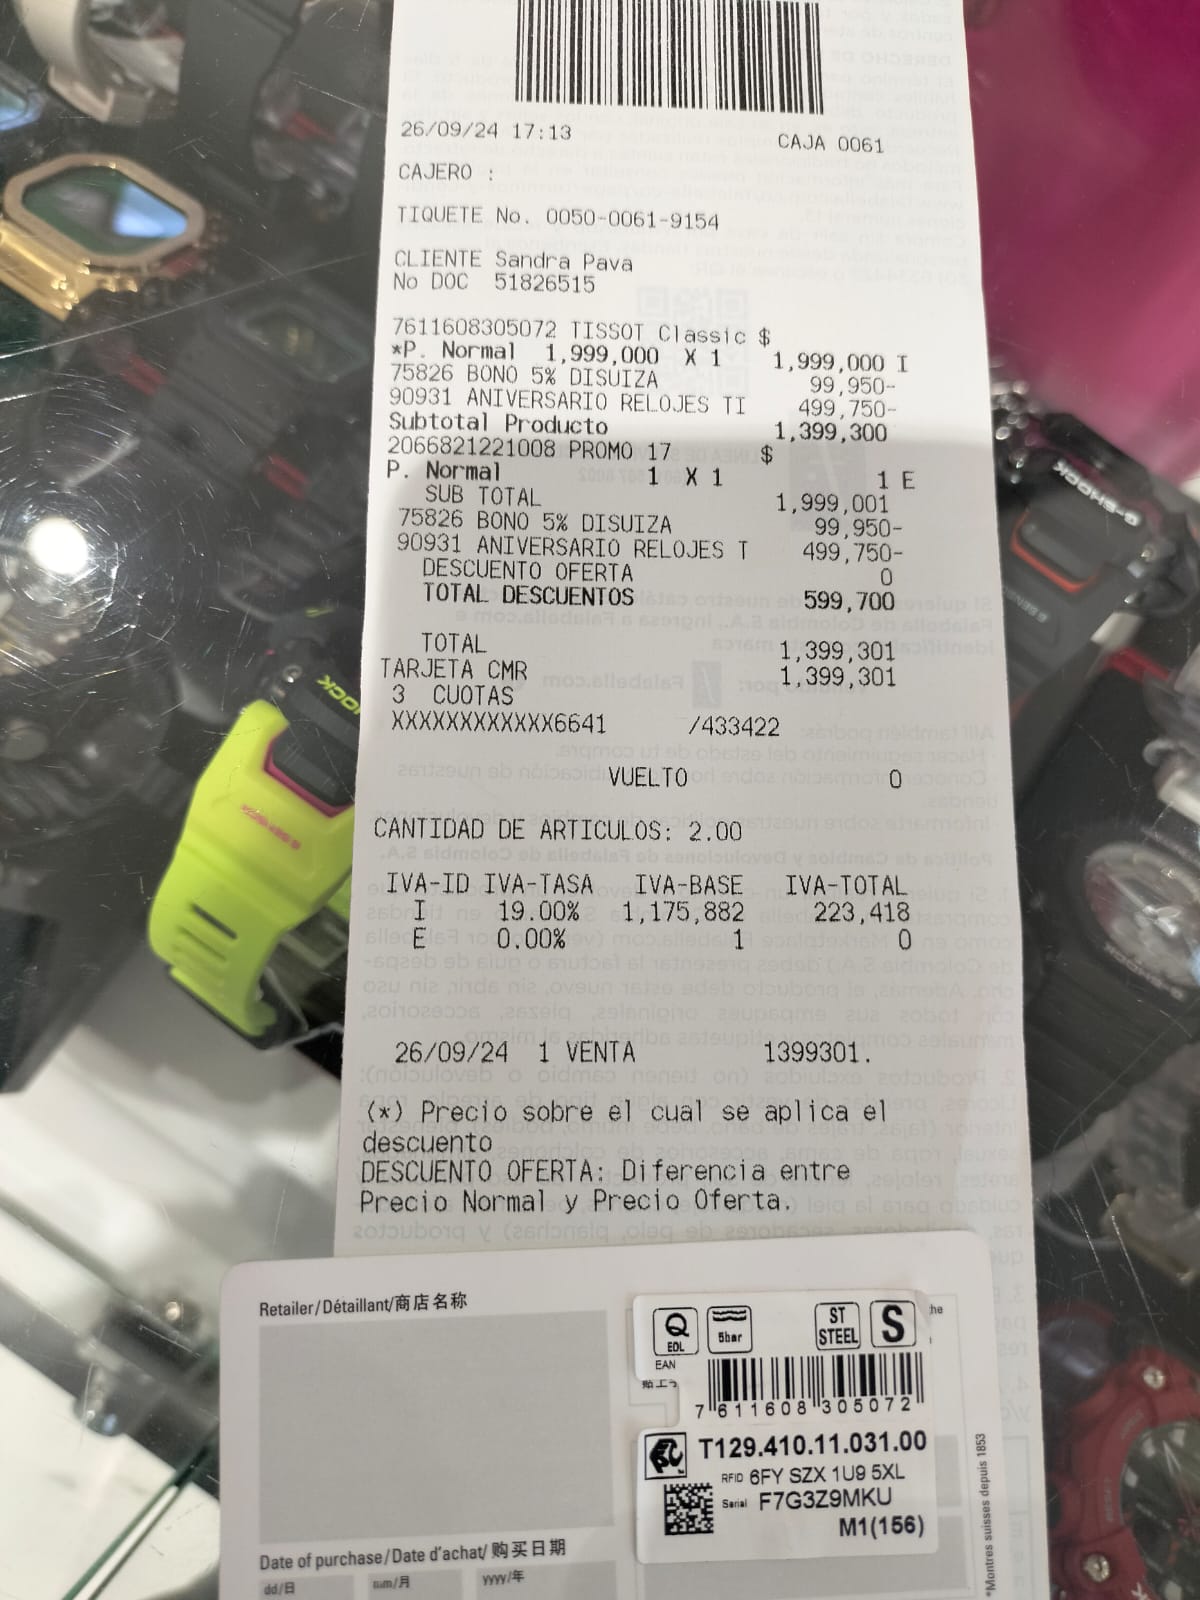 26/09/24 17:13 CAJA 0061
CAJERO :
TIQUETE No. 0050-0061-9154
CLIENTE Sandra Pava
No DOC 51826515
7611608305072 TISSOT Classic $
*P. Normal 1,999,000 X 1 1,999,000 I
75826 BONO 5% DISUIZA 99,950-
90931 ANIVERSARIO RELOJES TI 499,750-
Subtotal Producto 1,399,300
2066821221008 PROMO 17 $
P. Normal 1 X 1 1 E
SUB TOTAL 1,999,001
75826 BONO 5% DISUIZA 99,950-
90931 ANIVERSARIO RELOJES T 499,750-
DESCUENTO OFERTA 0
TOTAL DESCUENTOS 599,700
TOTAL 1,399,301
TARJETA CMR 1,399,301
3 CUOTAS
XXXXXXXXXXXX6641 /433422
VUELTO 0
CANTIDAD DE ARTICULOS: 2.00
IVA-ID IVA-TASA IVA-BASE IVA-TOTAL
I 19.00% 1,175,882 223,418
E 0.00% 1 0
26/09/24 1 VENTA 1399301.
(*) Precio sobre el cual se aplica el
descuento
DESCUENTO OFERTA: Diferencia entre
Precio Normal y Precio Oferta.
Retailer/Détaillant/商店名称
Q EDL
5bar
ST STEEL
S
EAN
7 611608 305072
T129.410.11.031.00
RFID 6FY SZX 1U9 5XL
Serial F7G3Z9MKU
M1(156)
*Montres suisses depuis 1853
Date of purchase/Date d'achat/购买日期
dd/日 mm/月 yyyy/年
G-SHOCK